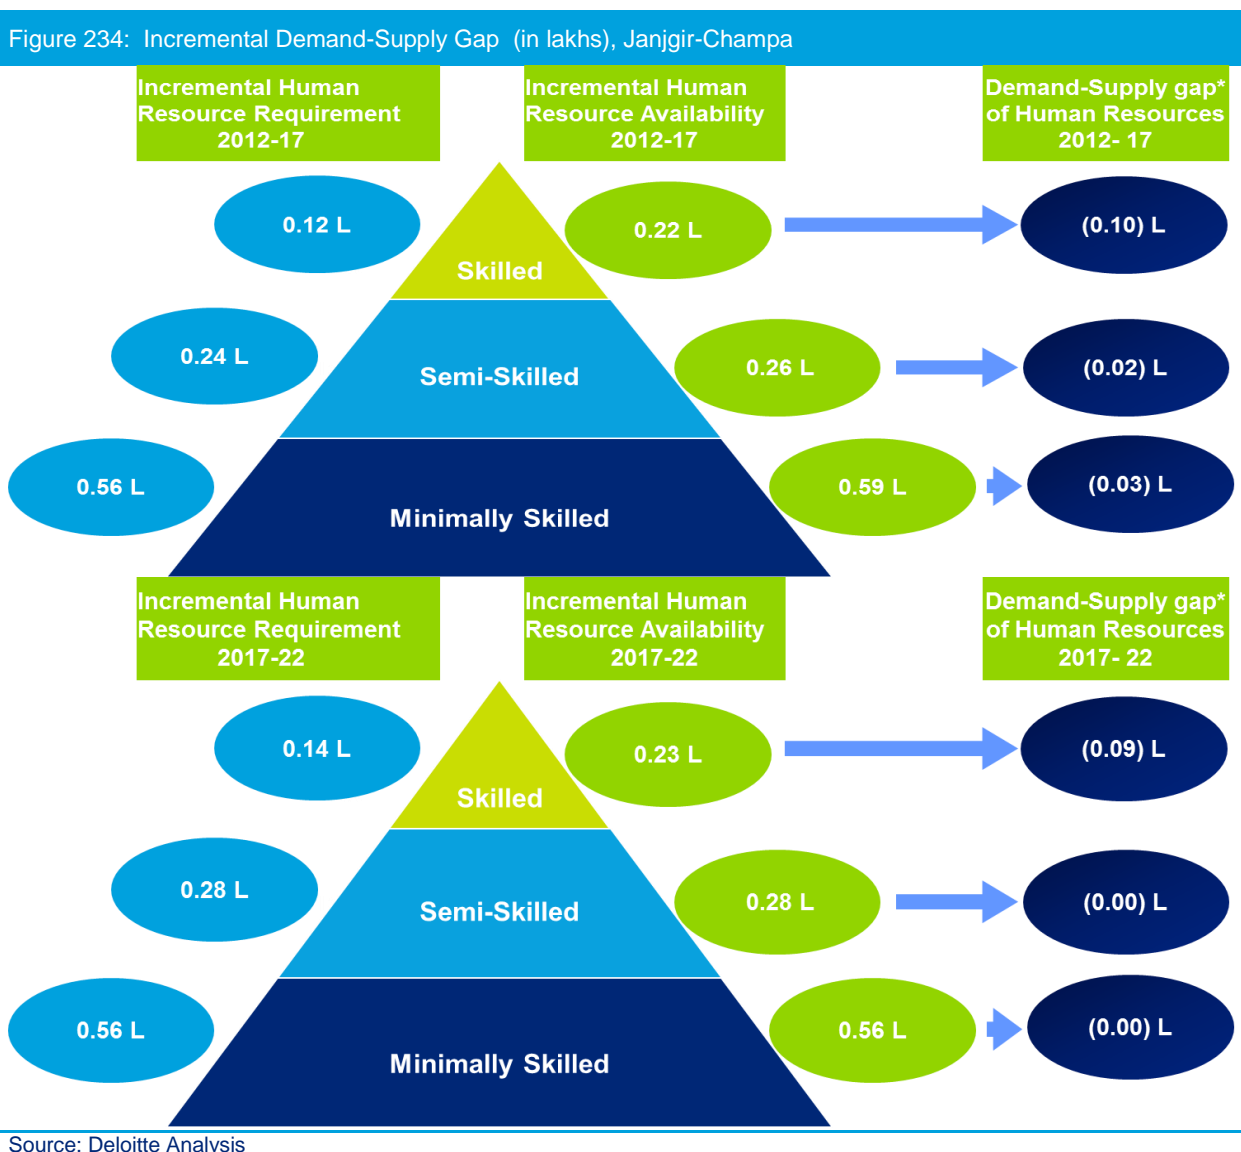 Figure 234:  Incremental Demand-Supply Gap  (in lakhs), Janjgir-Champa
Incremental Human
Resource Requirement
2012-17
Incremental Human
Resource Availability
2012-17
Demand-Supply gap*
of Human Resources
2012- 17
0.12 L
0.22 L
(0.10) L
Skilled
0.24 L
Semi-Skilled
0.26 L
(0.02) L
0.56 L
Minimally Skilled
0.59 L
(0.03) L
Incremental Human
Resource Requirement
2017-22
Incremental Human
Resource Availability
2017-22
Demand-Supply gap*
of Human Resources
2017- 22
0.14 L
0.23 L
(0.09) L
Skilled
0.28 L
Semi-Skilled
0.28 L
(0.00) L
0.56 L
Minimally Skilled
0.56 L
(0.00) L
Source: Deloitte Analysis